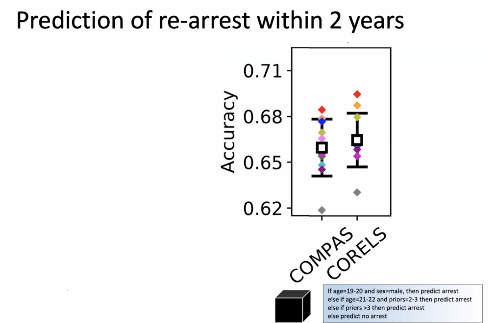 Prediction of re-arrest within 2 years
Accuracy
0.71
0.68
0.65
0.62
COMPAS
CORELS
If age=19-20 and sex=male, then predict arrest
else if age=21-22 and priors=2-3 then predict arrest
else if priors >3 then predict arrest
else predict no arrest